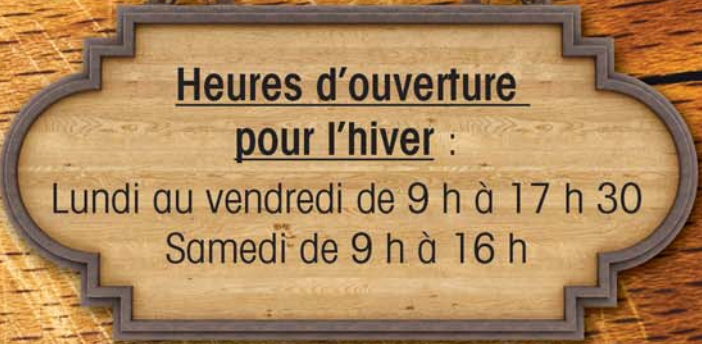 Heures d'ouverture
pour l'hiver :
Lundi au vendredi de 9 h à 17 h 30
Samedi de 9 h à 16 h